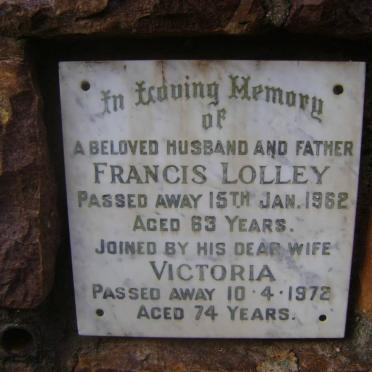 In Loving Memory
of
A BELOVED HUSBAND AND FATHER
FRANCIS LOLLEY
PASSED AWAY 15TH JAN. 1962
AGED 63 YEARS.
JOINED BY HIS DEAR WIFE
VICTORIA
PASSED AWAY 10·4·1972
AGED 74 YEARS.